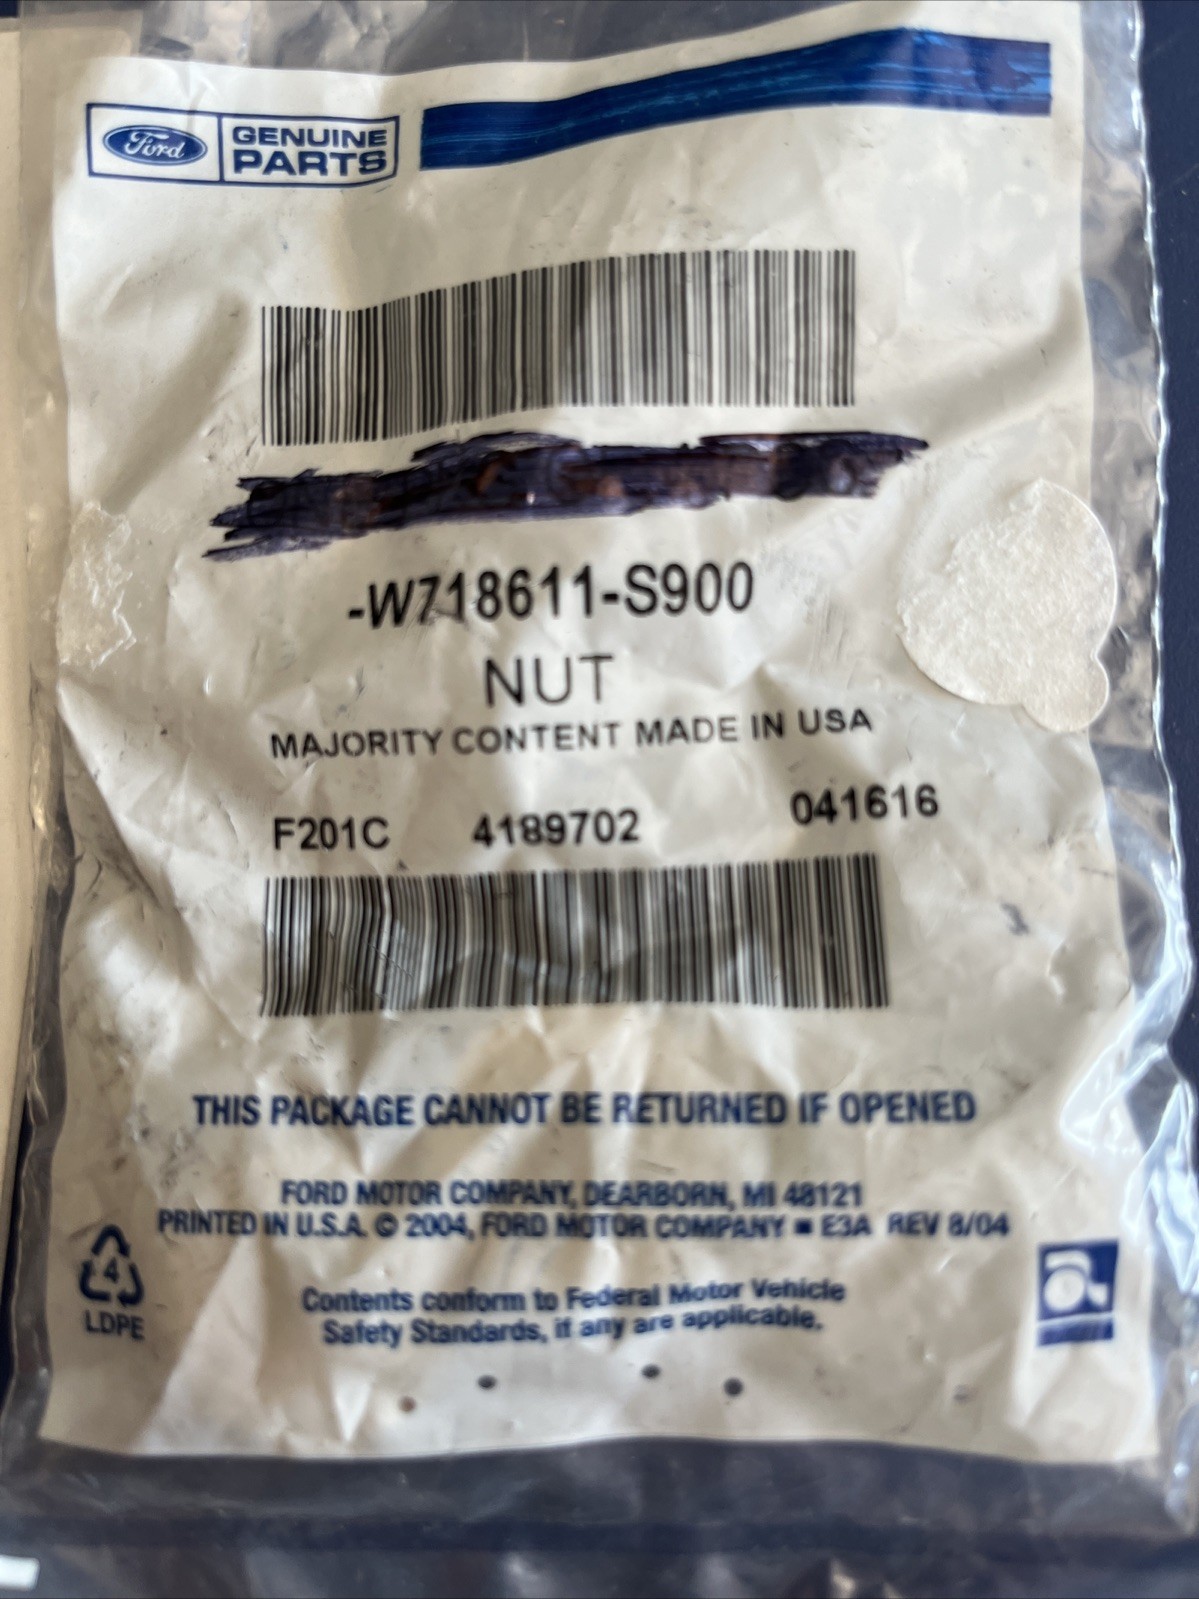 Ford GENUINE
PARTS
-W718611-S900
NUT
MAJORITY CONTENT MADE IN USA
F201C 4189702 041616
THIS PACKAGE CANNOT BE RETURNED IF OPENED
FORD MOTOR COMPANY, DEARBORN, MI 48121
PRINTED IN U.S.A. © 2004, FORD MOTOR COMPANY ■ E3A REV 8/04
4
LDPE
Contents conform to Federal Motor Vehicle
Safety Standards, if any are applicable.